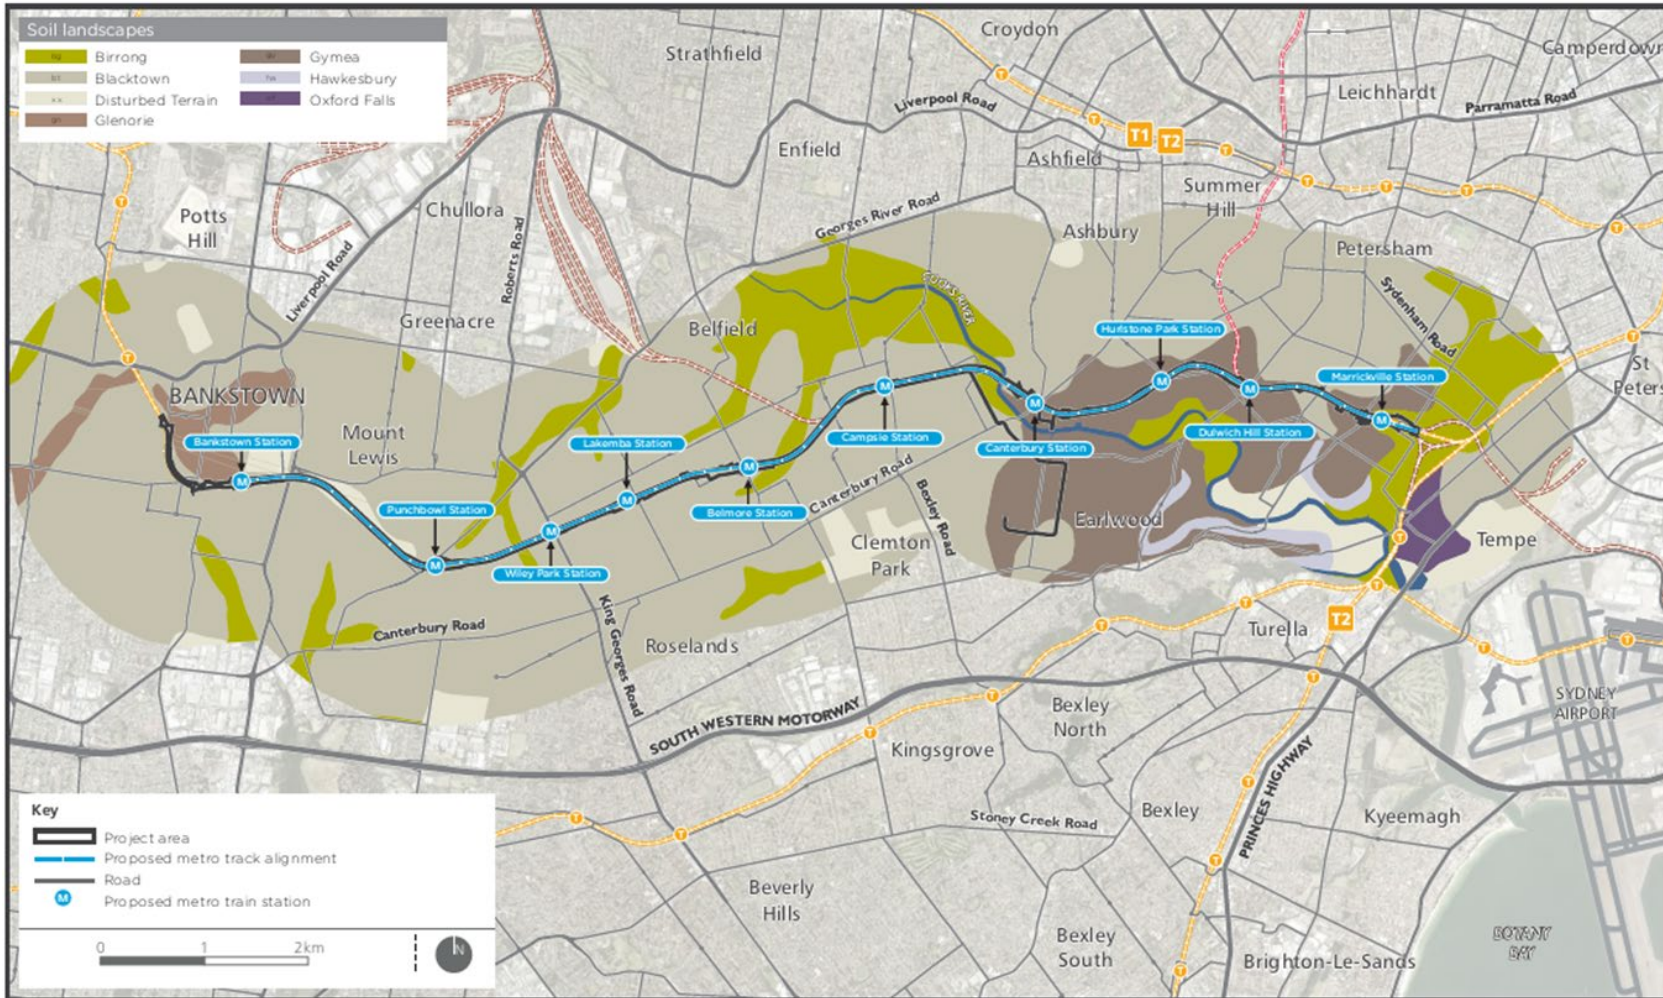 Soil landscapes
Birrong
Blacktown
Disturbed Terrain
Glenorie
Gymea
Hawkesbury
Oxford Falls
Strathfield
Croydon
Camperdown
Leichhardt
Parramatta Road
Liverpool Road
T1
T2
Enfield
Ashfield
Summer
Hill
Potts
Hill
Chullora
Roberts Road
Georges River Road
Ashbury
Petersham
Liverpool Road
Greenacre
Belfield
COOKS RIVER
Sydenham Road
Hurlstone Park Station
St
Peters
BANKSTOWN
Marrickville Station
Mount
Lewis
Bankstown Station
Lakemba Station
Campsie Station
Canterbury Station
Dulwich Hill Station
Punchbowl Station
Belmore Station
Canterbury Road
Bexley Road
Earlwood
Clemton
Park
Tempe
Wiley Park Station
King Georges Road
Canterbury Road
Roselands
T2
Turella
SOUTH WESTERN MOTORWAY
Bexley
North
SYDNEY
AIRPORT
Kingsgrove
PRINCES HIGHWAY
Stoney Creek Road
Bexley
Kyeemagh
Beverly
Hills
Bexley
South
Brighton-Le-Sands
BOTANY
BAY
Key
Project area
Proposed metro track alignment
Road
M
Proposed metro train station
0 1 2km
N